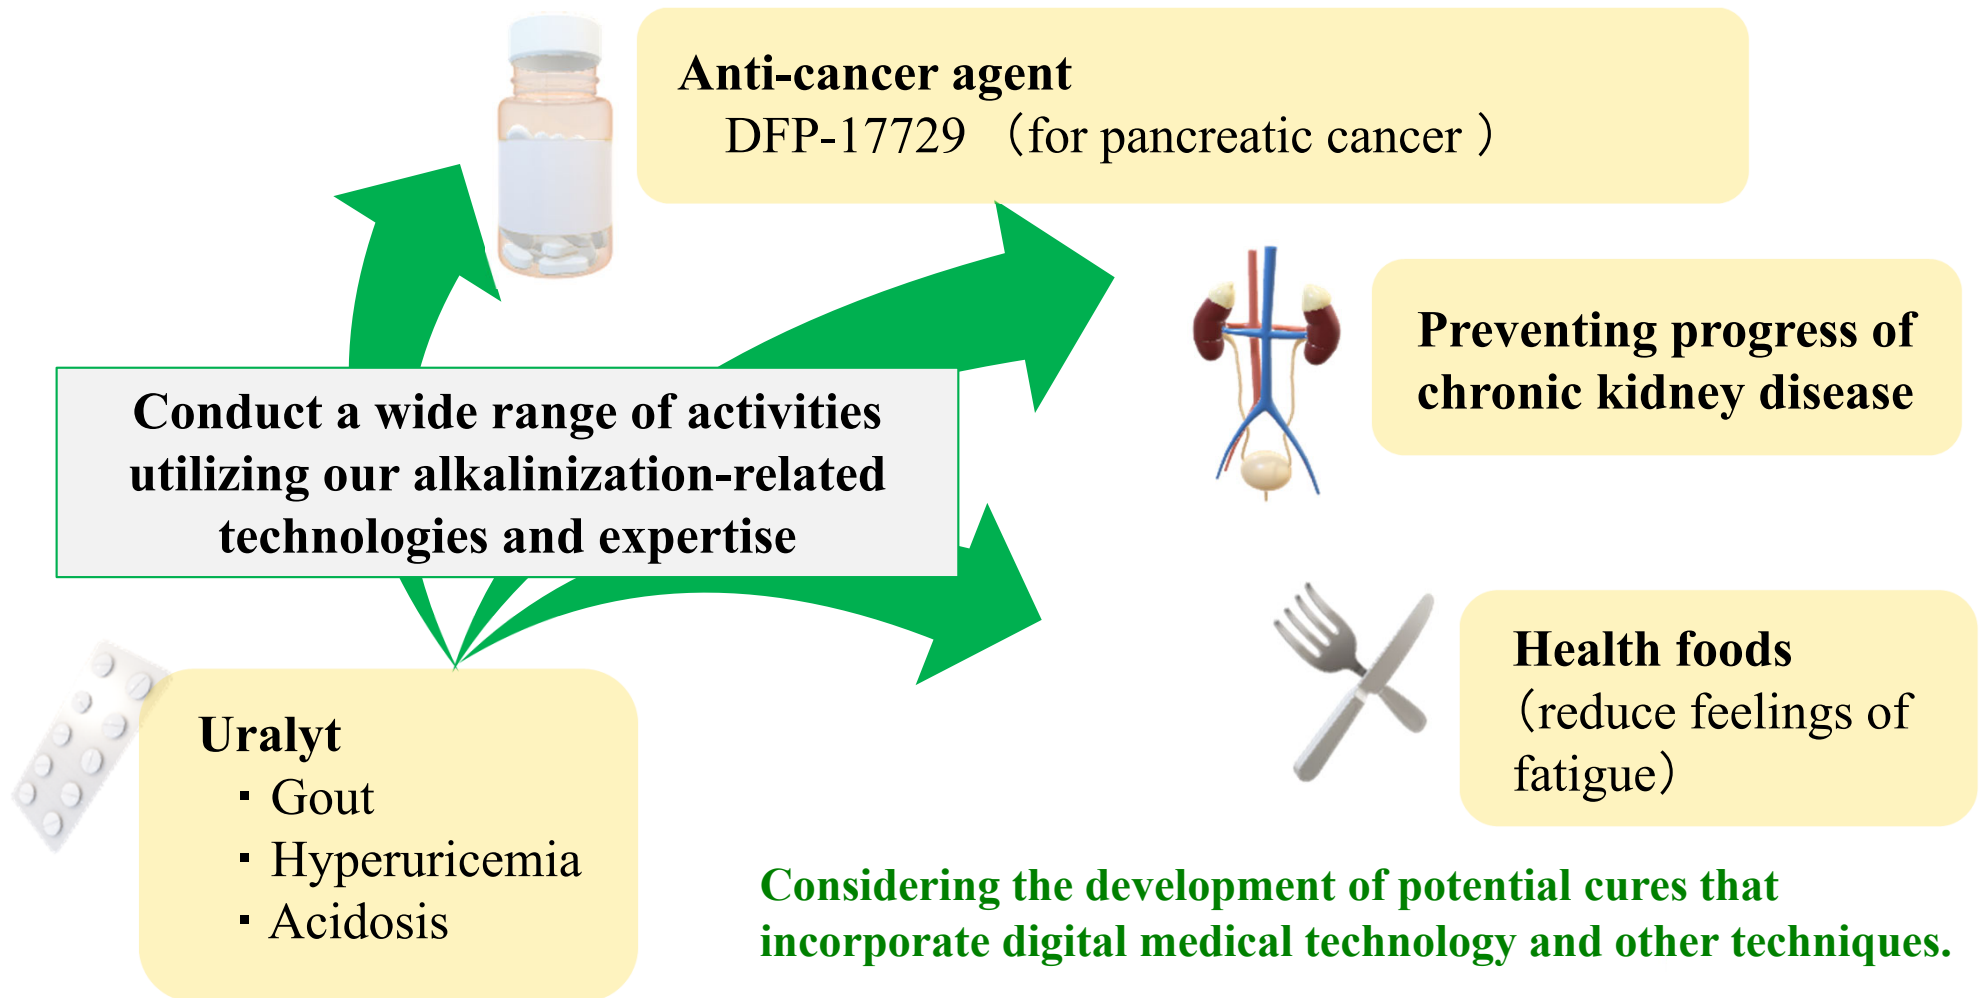 Anti-cancer agent
DFP-17729 （for pancreatic cancer ）
Preventing progress of
chronic kidney disease
Conduct a wide range of activities
utilizing our alkalinization-related
technologies and expertise
Health foods
（reduce feelings of
fatigue）
Uralyt
・Gout
・Hyperuricemia
・Acidosis
Considering the development of potential cures that
incorporate digital medical technology and other techniques.